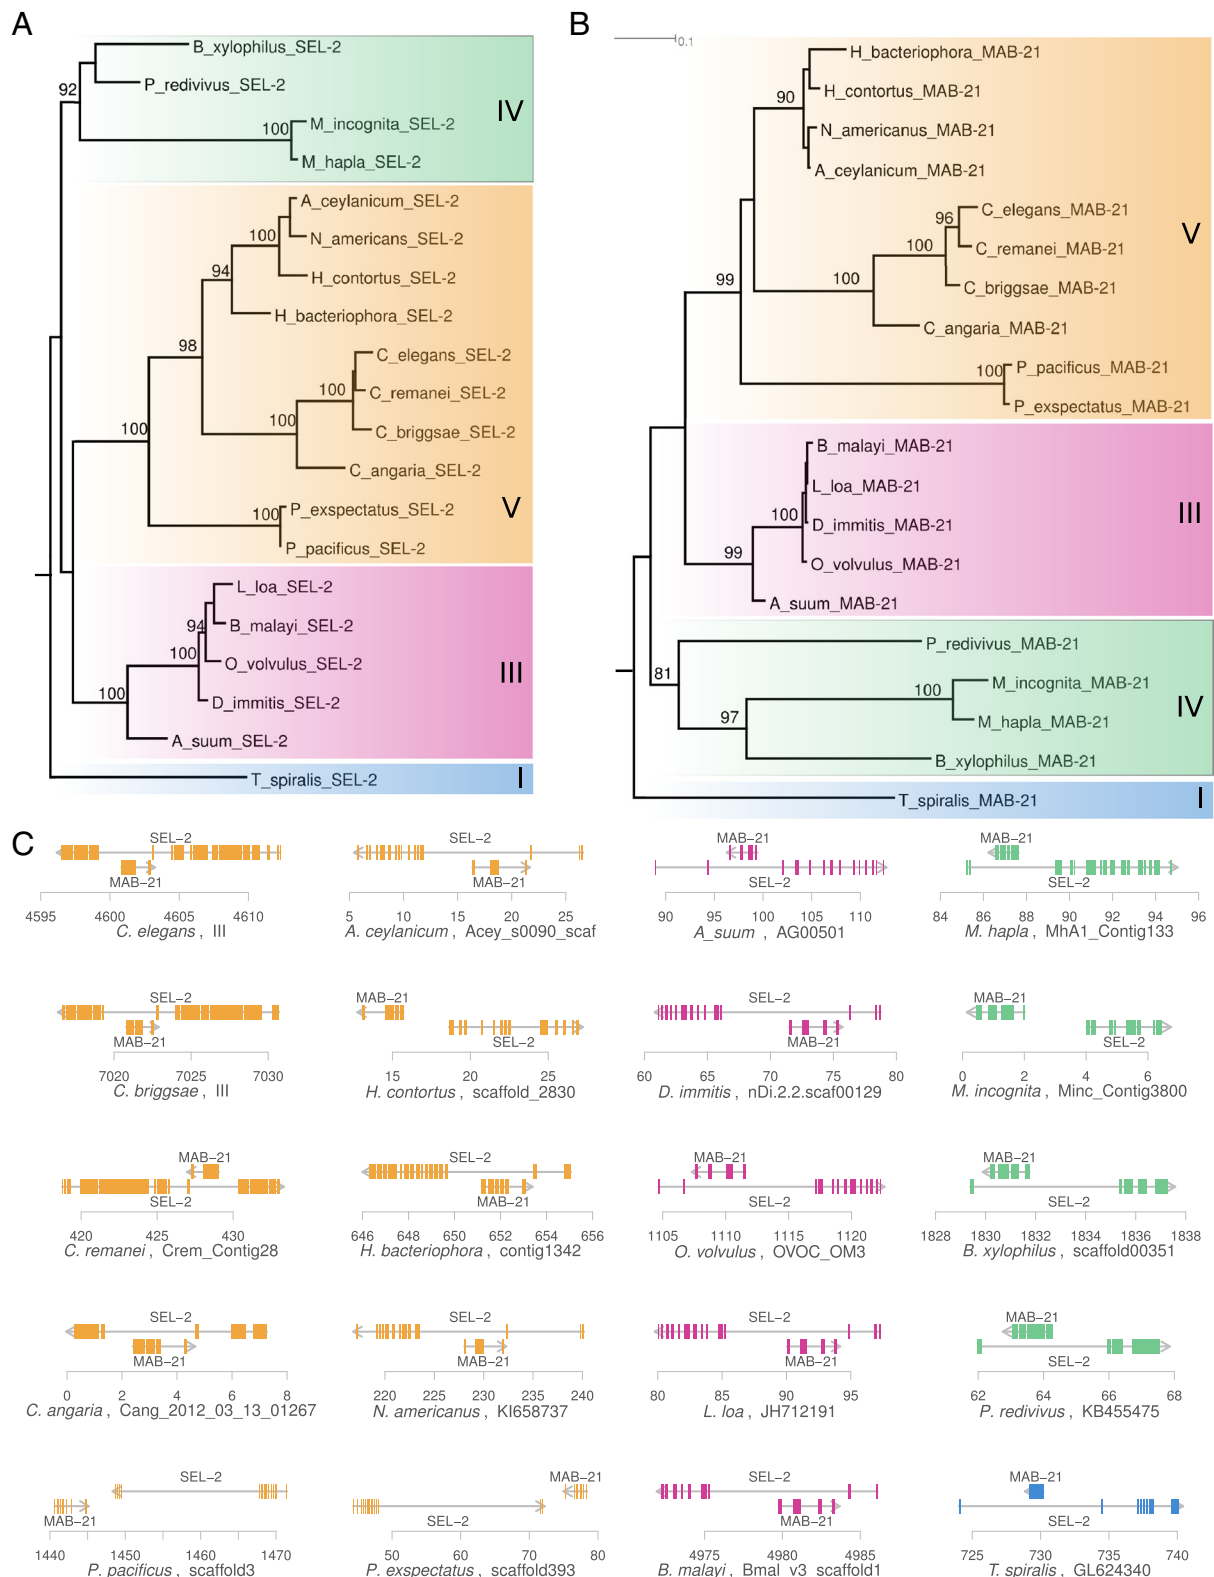 A
B_xylophilus_SEL-2
92
P_redivivus_SEL-2
IV
100
M_incognita_SEL-2
M_hapla_SEL-2
A_ceylanicum_SEL-2
100
N_americans_SEL-2
94
H_contortus_SEL-2
H_bacteriophora_SEL-2
98
C_elegans_SEL-2
100
C_remanei_SEL-2
100
100
C_briggsae_SEL-2
C_angaria_SEL-2
V
100
P_exspectatus_SEL-2
P_pacificus_SEL-2
L_loa_SEL-2
94
B_malayi_SEL-2
100
O_volvulus_SEL-2
III
100
D_immitis_SEL-2
A_suum_SEL-2
T_spiralis_SEL-2
I
B
0.1
H_bacteriophora_MAB-21
90
H_contortus_MAB-21
N_americanus_MAB-21
A_ceylanicum_MAB-21
96
C_elegans_MAB-21
V
100
C_remanei_MAB-21
99
100
C_briggsae_MAB-21
C_angaria_MAB-21
100
P_pacificus_MAB-21
P_exspectatus_MAB-21
B_malayi_MAB-21
L_loa_MAB-21
III
100
D_immitis_MAB-21
99
O_volvulus_MAB-21
A_suum_MAB-21
P_redivivus_MAB-21
81
100
M_incognita_MAB-21
IV
97
M_hapla_MAB-21
B_xylophilus_MAB-21
T_spiralis_MAB-21
I
C
SEL-2
MAB-21
4595 4600 4605 4610
C. elegans , III
SEL-2
MAB-21
5 10 15 20 25
A. ceylanicum , Acey_s0090_scaf
MAB-21
SEL-2
90 95 100 105 110
A_suum , AG00501
MAB-21
SEL-2
84 86 88 90 92 94 96
M. hapla , MhA1_Contig133
SEL-2
MAB-21
7020 7025 7030
C. briggsae , III
MAB-21
SEL-2
15 20 25
H. contortus , scaffold_2830
SEL-2
MAB-21
60 65 70 75 80
D. immitis , nDi.2.2.scaf00129
MAB-21
SEL-2
0 2 4 6
M. incognita , Minc_Contig3800
MAB-21
SEL-2
420 425 430
C. remanei , Crem_Contig28
SEL-2
MAB-21
646 648 650 652 654 656
H. bacteriophora , contig1342
MAB-21
SEL-2
1105 1110 1115 1120
O. volvulus , OVOC_OM3
MAB-21
SEL-2
1828 1830 1832 1834 1836 1838
B. xylophilus , scaffold00351
SEL-2
MAB-21
0 2 4 6 8
C. angaria , Cang_2012_03_13_01267
SEL-2
MAB-21
220 225 230 235 240
N. americanus , KI658737
SEL-2
MAB-21
80 85 90 95
L. loa , JH712191
MAB-21
SEL-2
62 64 66 68
P. redivivus , KB455475
SEL-2
MAB-21
1440 1450 1460 1470
P. pacificus , scaffold3
MAB-21
SEL-2
50 60 70 80
P. exspectatus , scaffold393
SEL-2
MAB-21
4975 4980 4985
B. malayi , Bmal_v3_scaffold1
MAB-21
SEL-2
725 730 735 740
T. spiralis , GL624340